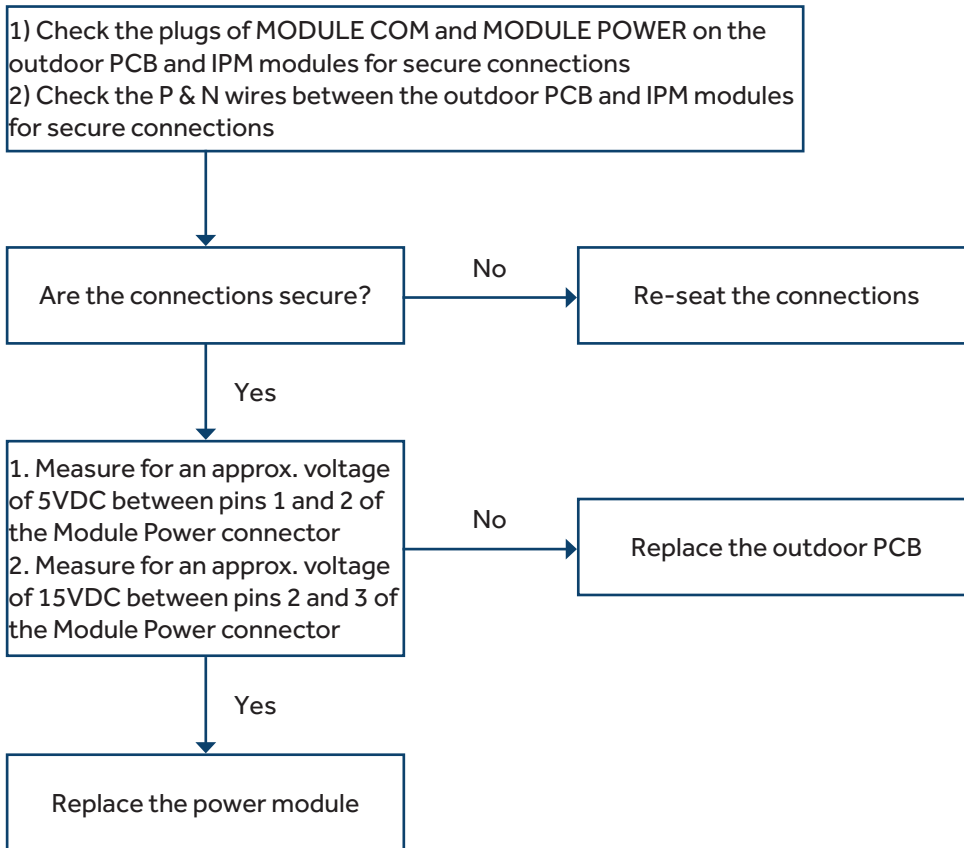 1) Check the plugs of MODULE COM and MODULE POWER on the
outdoor PCB and IPM modules for secure connections
2) Check the P & N wires between the outdoor PCB and IPM modules
for secure connections
Are the connections secure?
No
Re-seat the connections
Yes
1. Measure for an approx. voltage
of 5VDC between pins 1 and 2 of
the Module Power connector
2. Measure for an approx. voltage
of 15VDC between pins 2 and 3 of
the Module Power connector
No
Replace the outdoor PCB
Yes
Replace the power module